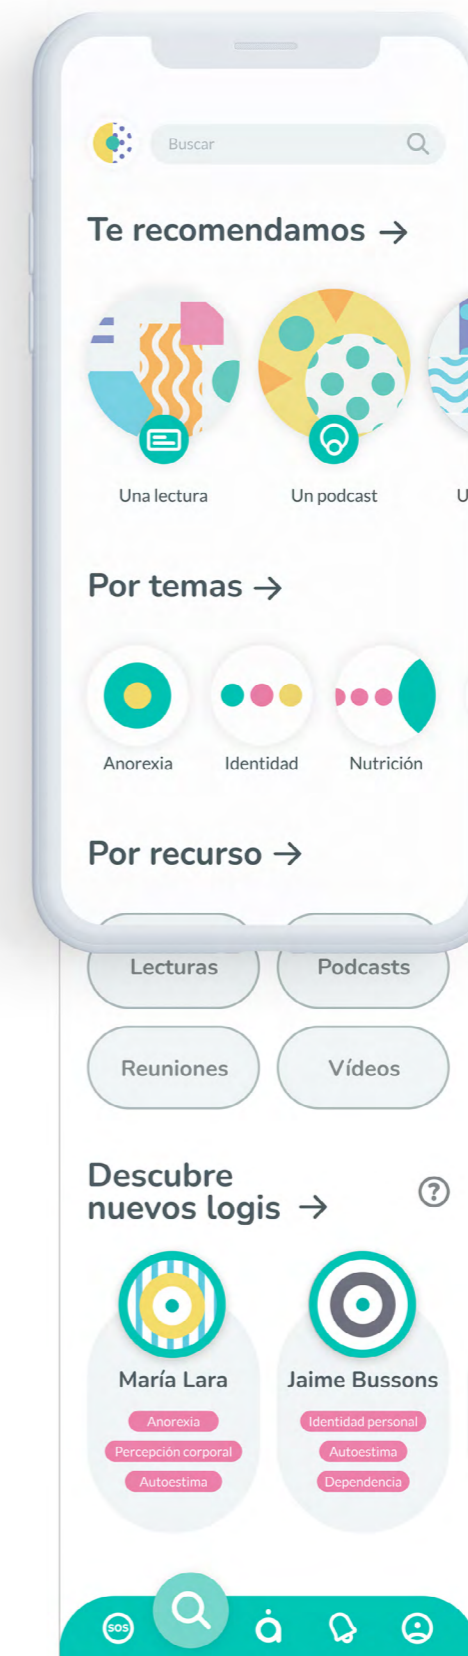 Buscar
Te recomendamos →
Una lectura
Un podcast
U
Por temas →
Anorexia
Identidad
Nutrición
Por recurso →
Lecturas
Podcasts
Reuniones
Vídeos
Descubre
nuevos logis →
?
María Lara
Anorexia
Percepción corporal
Autoestima
Jaime Bussons
Identidad personal
Autoestima
Dependencia
SOS